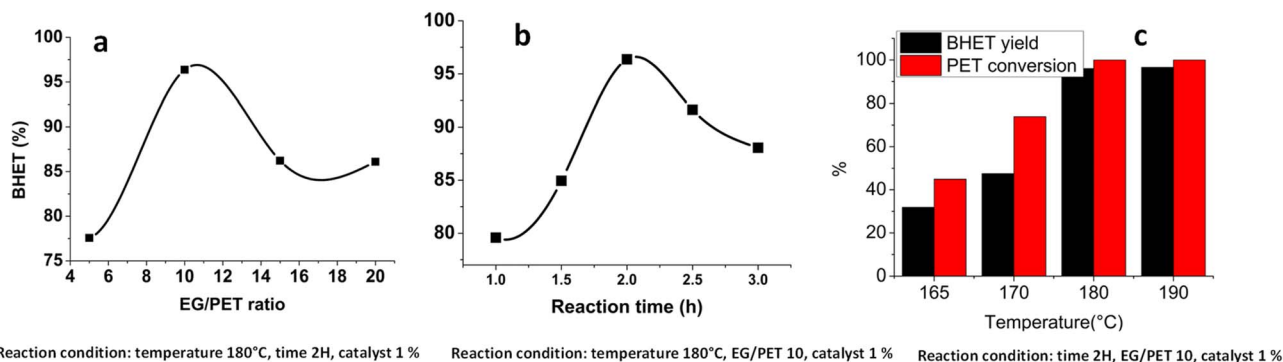 a
100
95
90
85
80
75
BHET (%)
4 6 8 10 12 14 16 18 20
EG/PET ratio
Reaction condition: temperature 180°C, time 2H, catalyst 1 %
b
100
95
90
85
80
1.0 1.5 2.0 2.5 3.0
Reaction time (h)
Reaction condition: temperature 180°C, EG/PET 10, catalyst 1 %
BHET yield
PET conversion
c
100
80
60
40
20
0
%
165 170 180 190
Temperature(°C)
Reaction condition: time 2H, EG/PET 10, catalyst 1 %